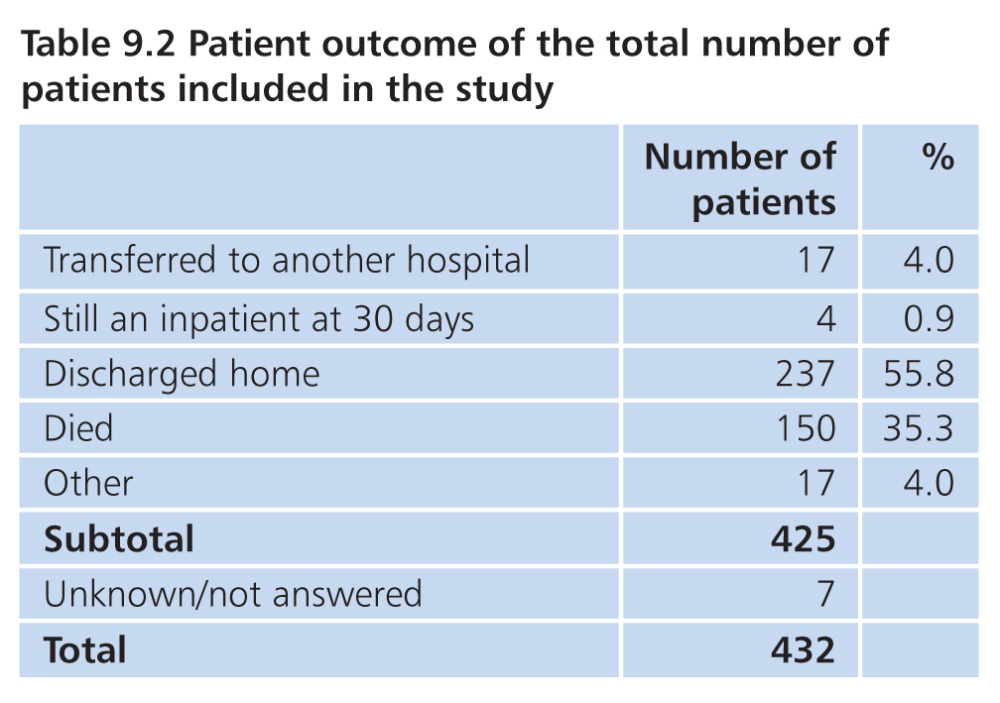 Table 9.2 Patient outcome of the total number of
patients included in the study
Number of
patients
%
Transferred to another hospital 17 4.0
Still an inpatient at 30 days 4 0.9
Discharged home 237 55.8
Died 150 35.3
Other 17 4.0
Subtotal 425
Unknown/not answered 7
Total 432